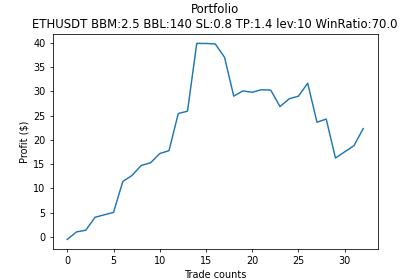 Portfolio
ETHUSDT BBM:2.5 BBL:140 SL:0.8 TP:1.4 lev:10 WinRatio:70.0
Profit ($)
40
35
30
25
20
15
10
5
0
0 5 10 15 20 25 30
Trade counts